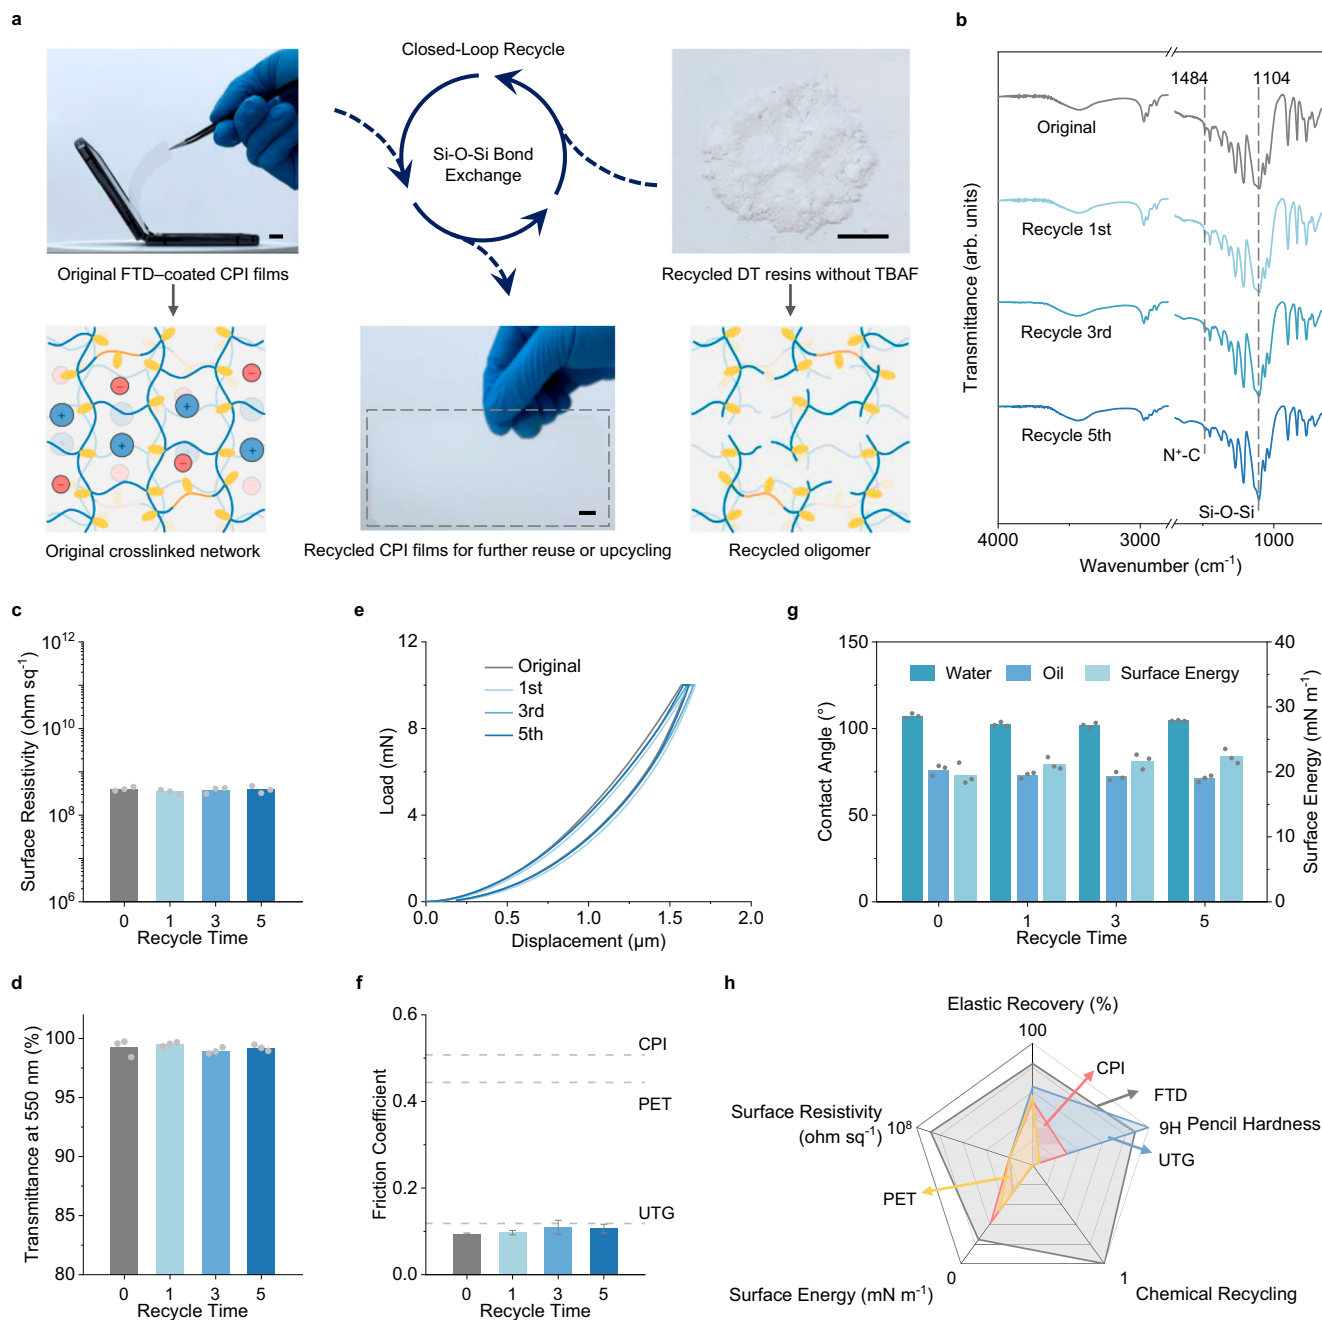 a
Closed-Loop Recycle
Si-O-Si Bond
Exchange
Original FTD–coated CPI films
Recycled DT resins without TBAF
+
−
Original crosslinked network
Recycled CPI films for further reuse or upcycling
Recycled oligomer
b
1484
1104
Original
Recycle 1st
Recycle 3rd
Recycle 5th
N⁺-C
Si-O-Si
Transmittance (arb. units)
4000
3000
1000
Wavenumber (cm⁻¹)
c
Surface Resistivity (ohm sq⁻¹)
10¹²
10¹⁰
10⁸
10⁶
0 1 3 5
Recycle Time
e
Load (mN)
12
8
4
0
Original
1st
3rd
5th
0.0 0.5 1.0 1.5 2.0
Displacement (μm)
g
Contact Angle (°)
150
100
50
0
Water Oil Surface Energy
40
30
20
10
0
Surface Energy (mN m⁻¹)
0 1 3 5
Recycle Time
d
Transmittance at 550 nm (%)
100
95
90
85
80
0 1 3 5
Recycle Time
f
Friction Coefficient
0.6
0.4
0.2
0.0
CPI
PET
UTG
0 1 3 5
Recycle Time
h
Elastic Recovery (%)
100
CPI
FTD
Surface Resistivity
(ohm sq⁻¹)
10⁸
9H
Pencil Hardness
UTG
PET
0
1
Surface Energy (mN m⁻¹)
Chemical Recycling